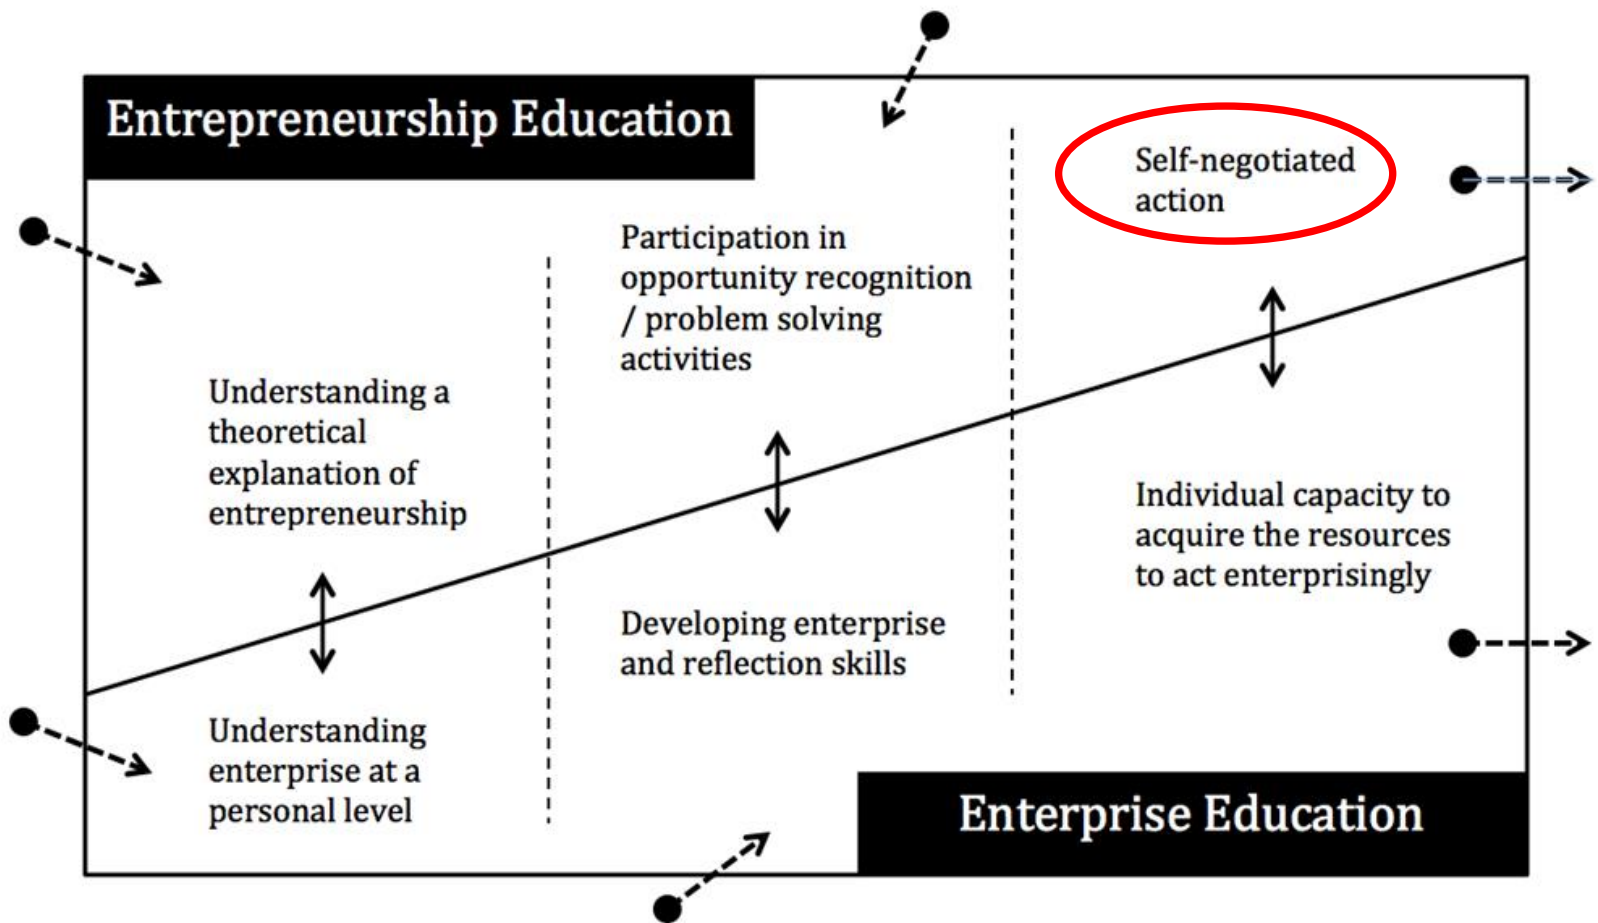 Entrepreneurship Education
Self-negotiated
action
Participation in
opportunity recognition
/ problem solving
activities
Understanding a
theoretical
explanation of
entrepreneurship
Individual capacity to
acquire the resources
to act enterprisingly
Developing enterprise
and reflection skills
Understanding
enterprise at a
personal level
Enterprise Education